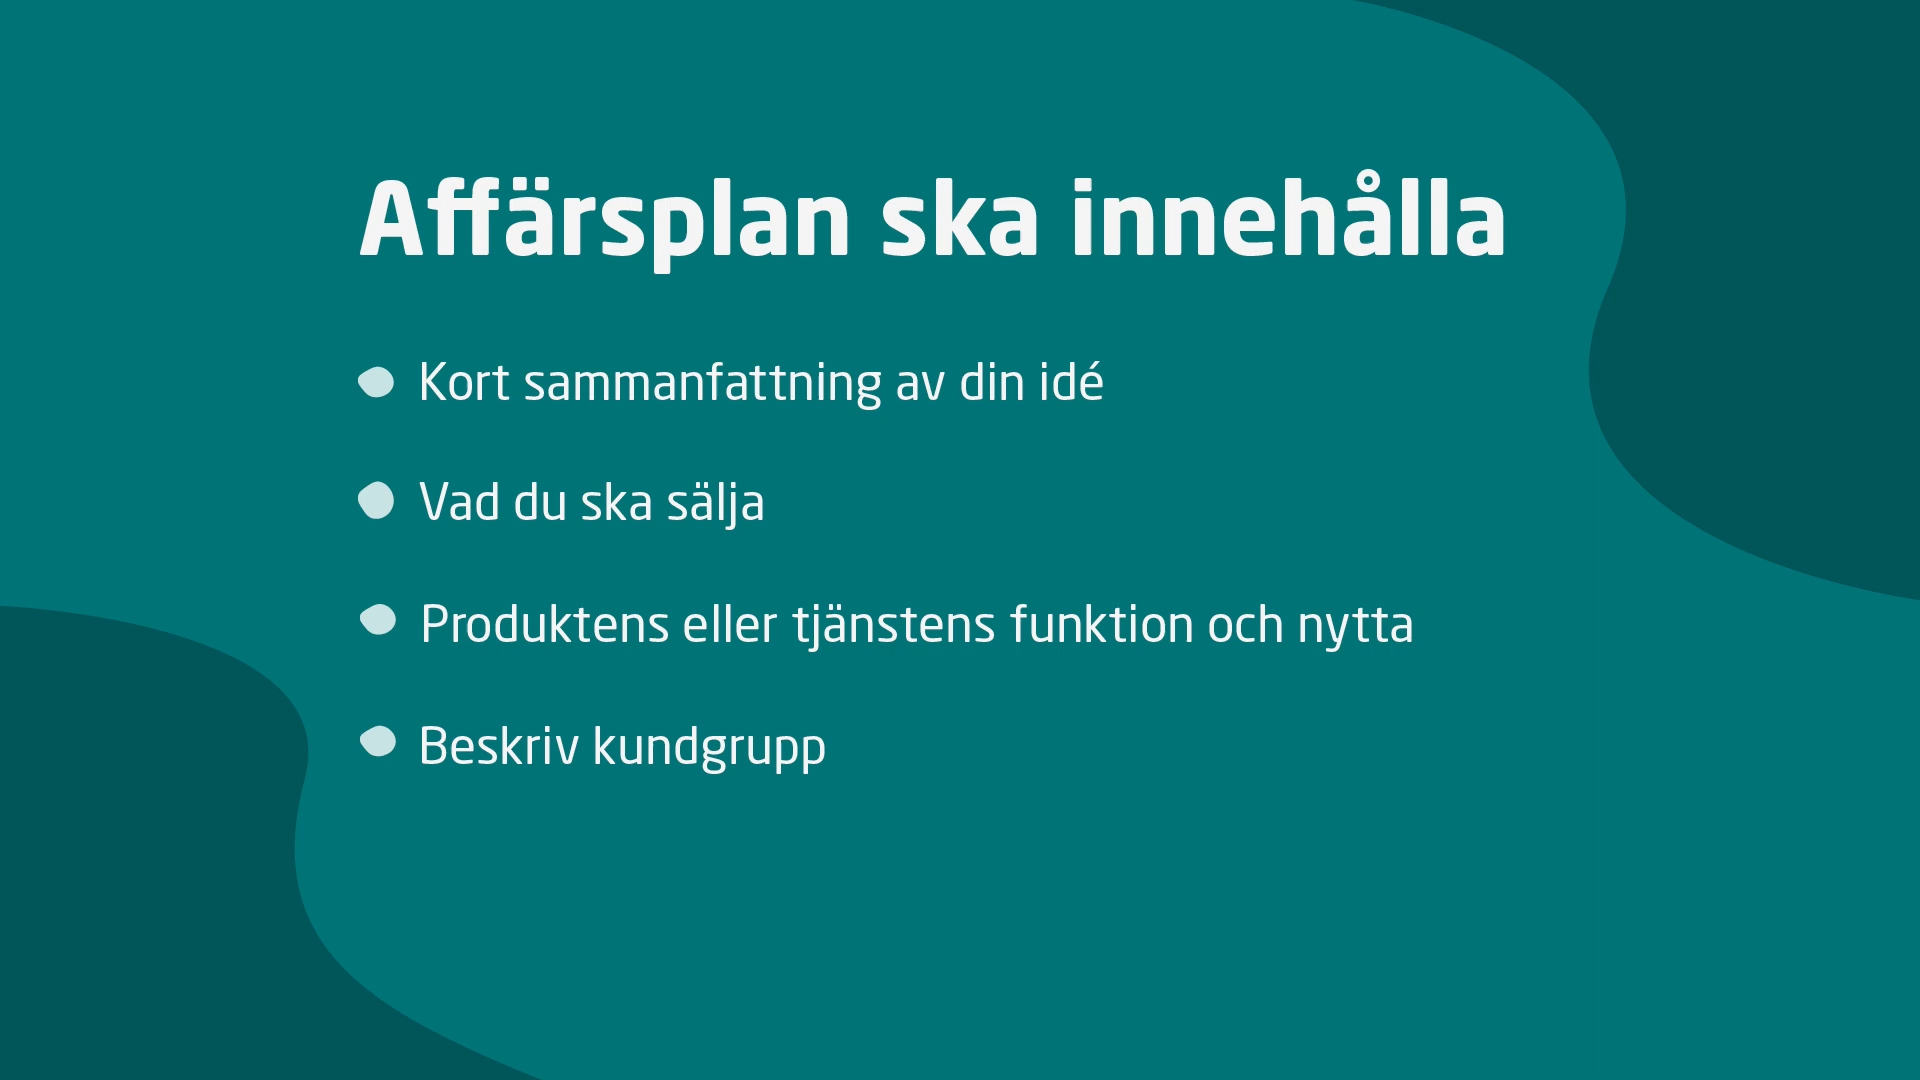 Affärsplan ska innehålla
Kort sammanfattning av din idé
Vad du ska sälja
Produktens eller tjänstens funktion och nytta
Beskriv kundgrupp